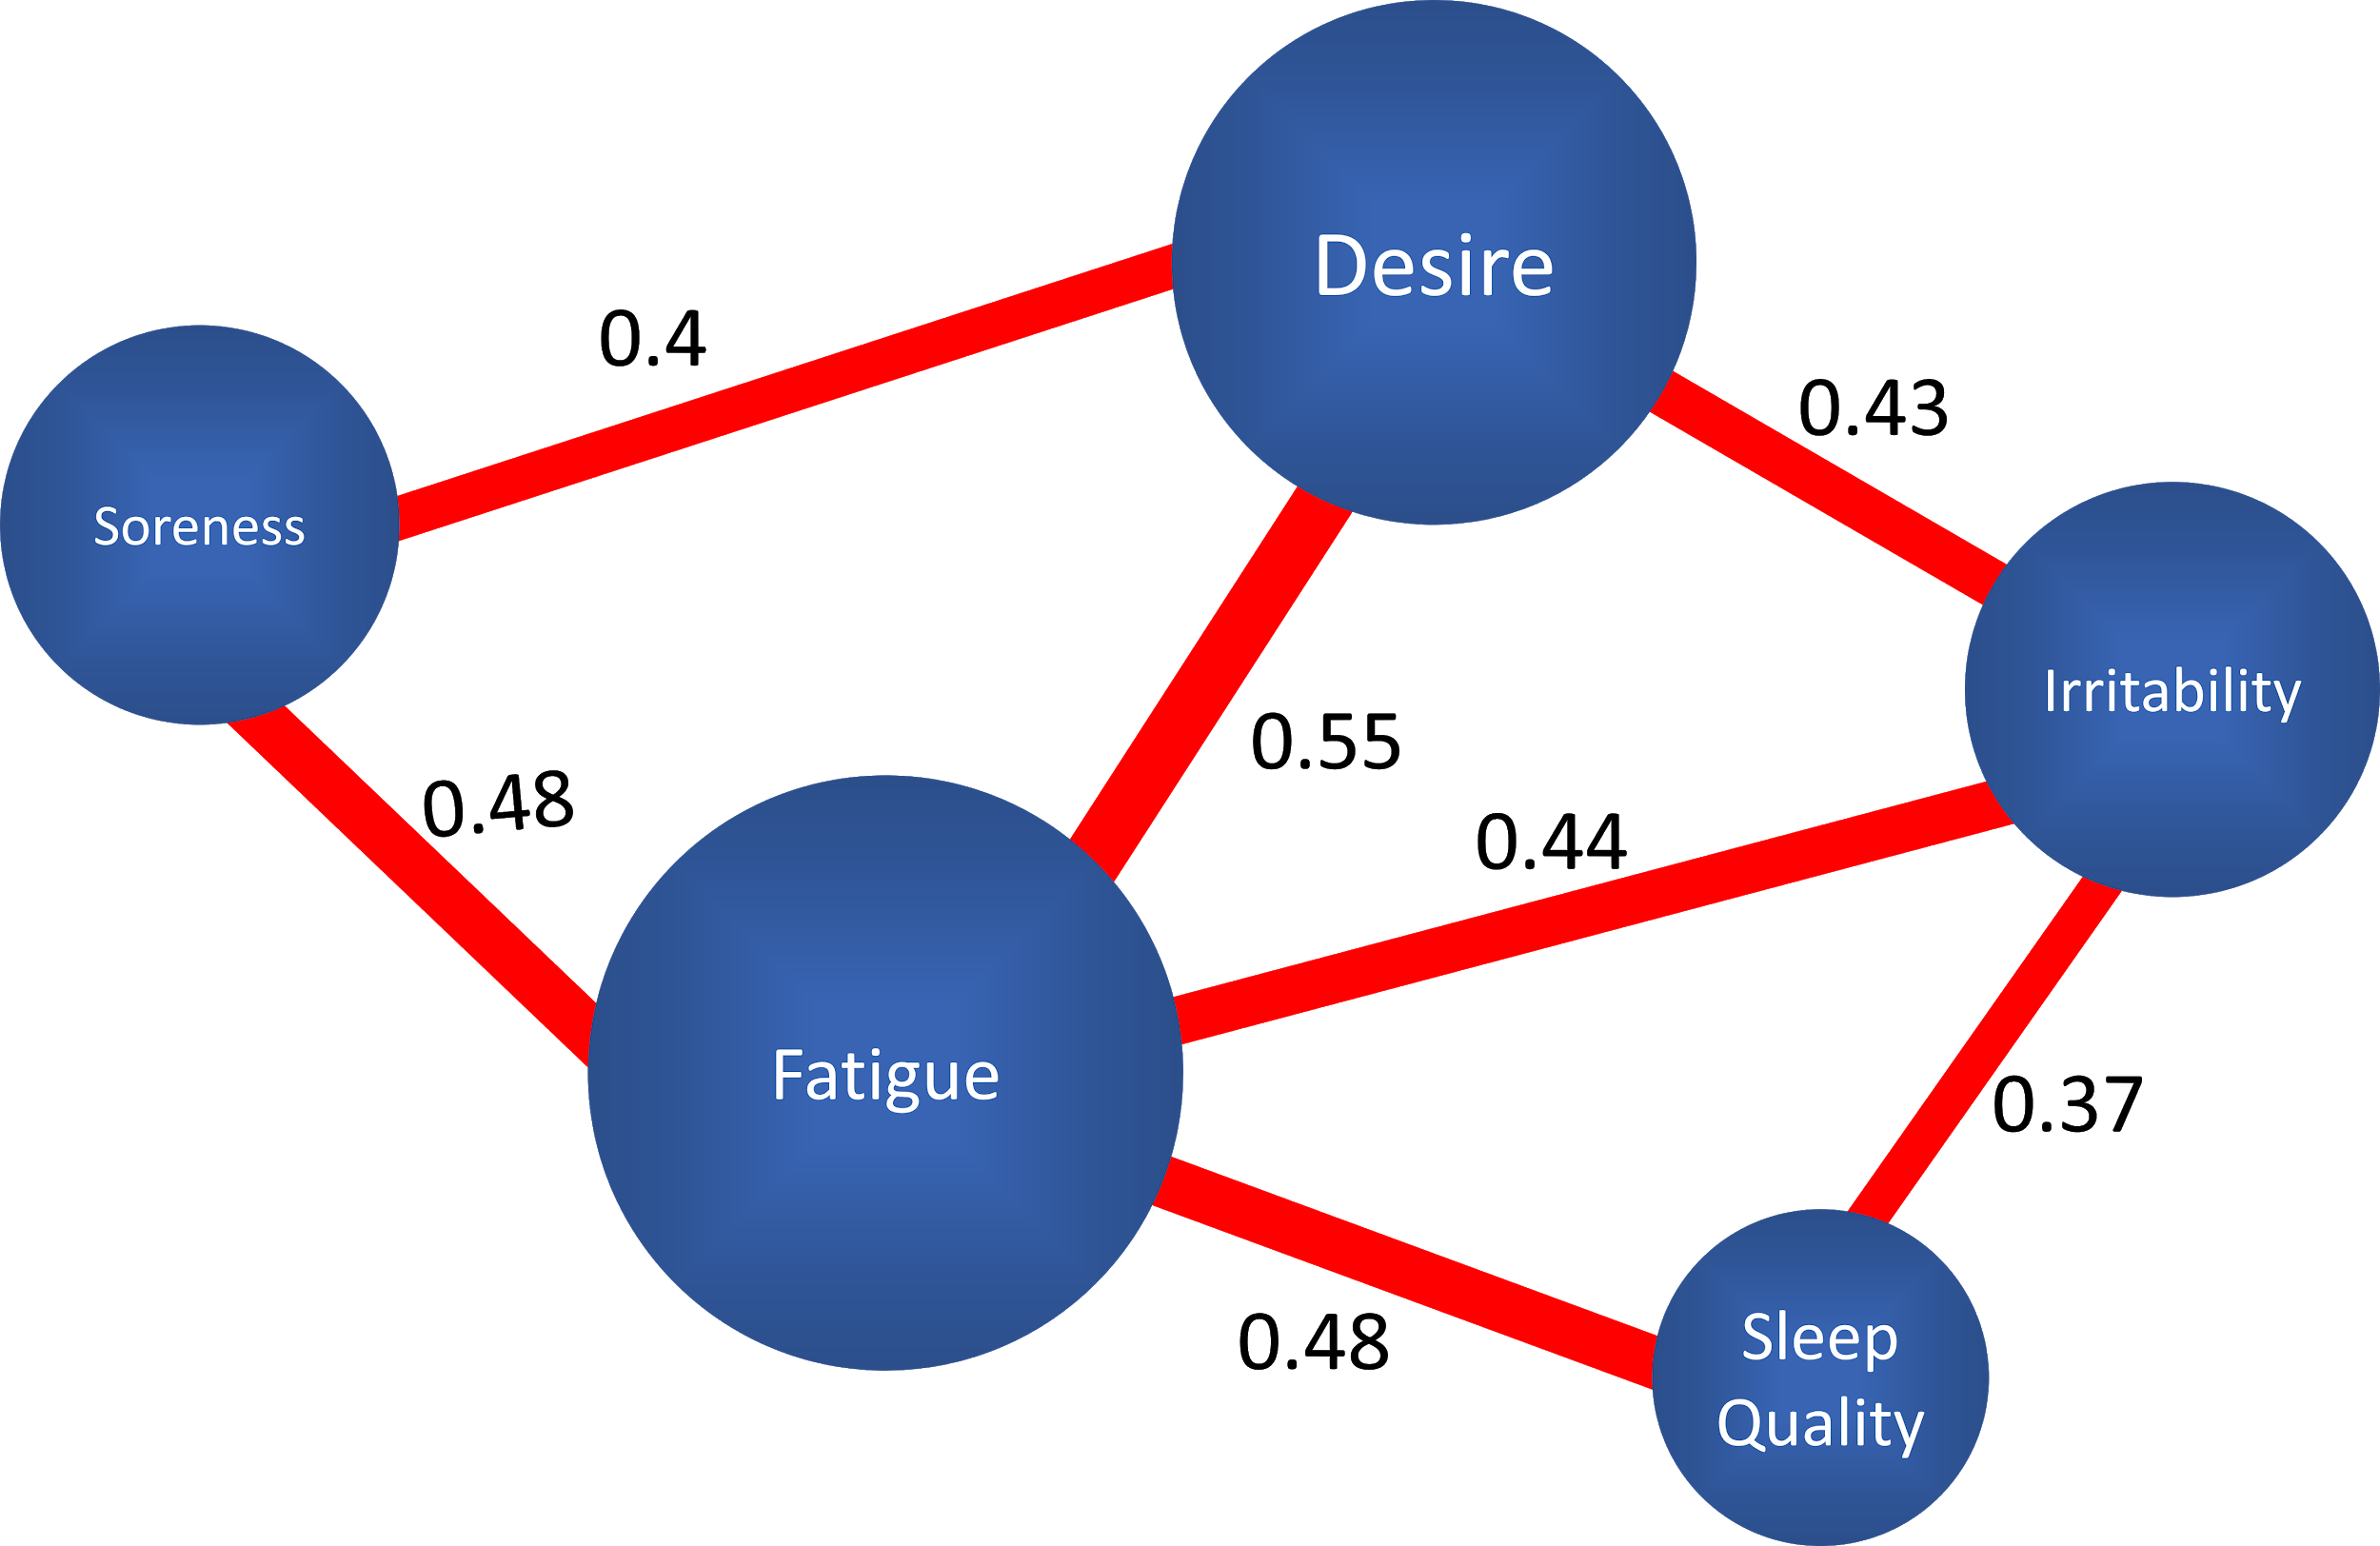 Desire
0.4
0.43
Soreness
Irritability
0.55
0.48
0.44
Fatigue
0.37
0.48
Sleep
Quality